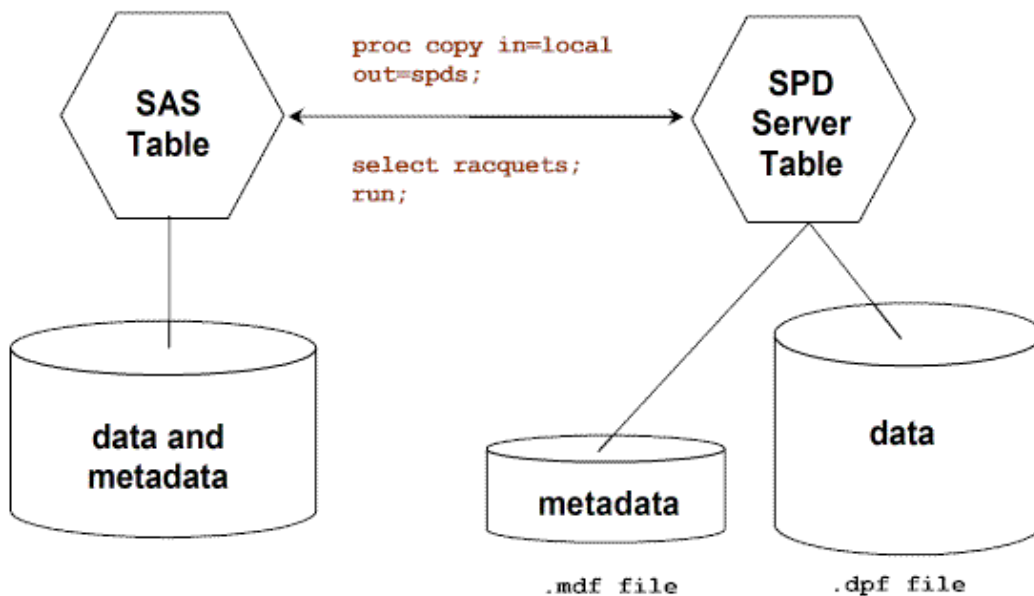 SAS
Table
proc copy in=local
out=spds;
select racquets;
run;
SPD
Server
Table
data and
metadata
metadata
.mdf file
data
.dpf file